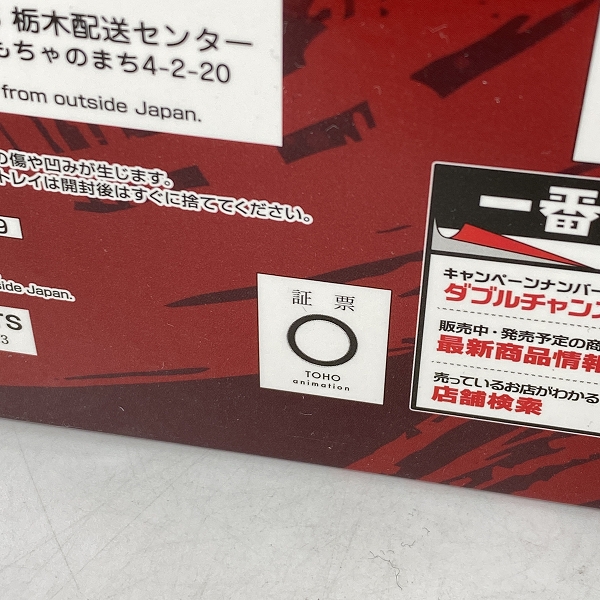 栃木配送センター
もちゃのまち4-2-20
from outside Japan.
の傷や凹みが生じます。
トレイは開封後はすぐに捨ててください。
9
side Japan.
TS
3
証票
TOHO
animation
一番
キャンペーンナンバー
ダブルチャンス
販売中・発売予定の商
最新商品情報
売っているお店がわかる
店舗検索